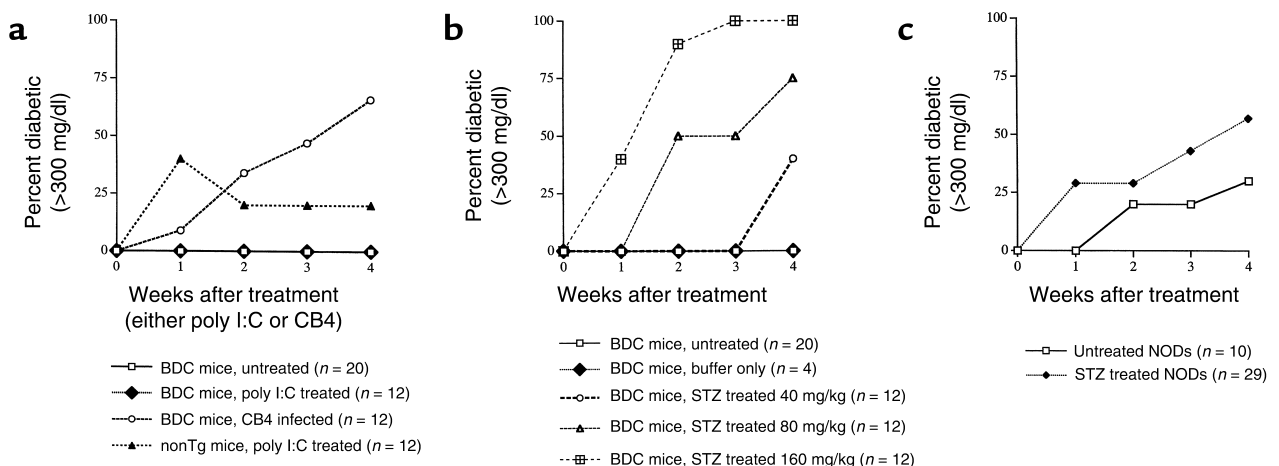 a
100
75
50
25
0
Percent diabetic
(>300 mg/dl)
0 1 2 3 4
Weeks after treatment
(either poly I:C or CB4)
BDC mice, untreated (n = 20)
BDC mice, poly I:C treated (n = 12)
BDC mice, CB4 infected (n = 12)
nonTg mice, poly I:C treated (n = 12)
b
100
75
50
25
0
Percent diabetic
(>300 mg/dl)
0 1 2 3 4
Weeks after treatment
BDC mice, untreated (n = 20)
BDC mice, buffer only (n = 4)
BDC mice, STZ treated 40 mg/kg (n = 12)
BDC mice, STZ treated 80 mg/kg (n = 12)
BDC mice, STZ treated 160 mg/kg (n = 12)
c
100
75
50
25
0
Percent diabetic
(>300 mg/dl)
0 1 2 3 4
Weeks after treatment
Untreated NODs (n = 10)
STZ treated NODs (n = 29)